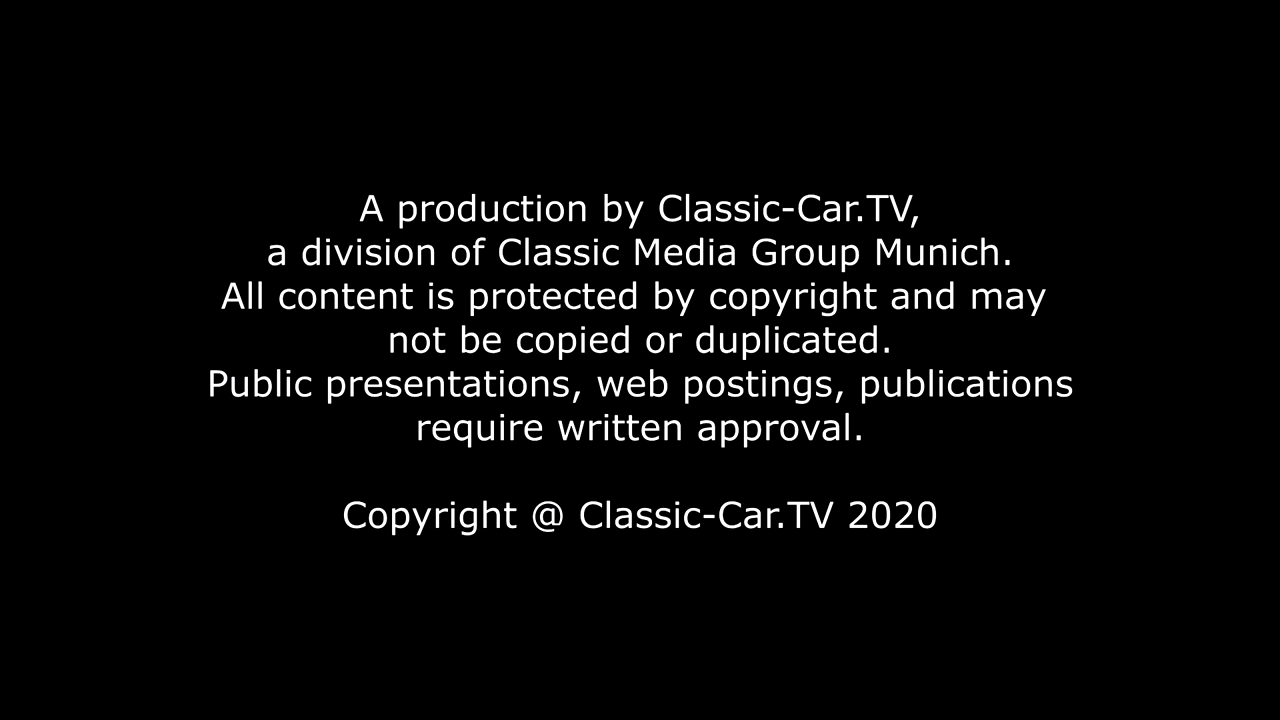 A production by Classic-Car.TV,
a division of Classic Media Group Munich.
All content is protected by copyright and may
not be copied or duplicated.
Public presentations, web postings, publications
require written approval.
Copyright @ Classic-Car.TV 2020